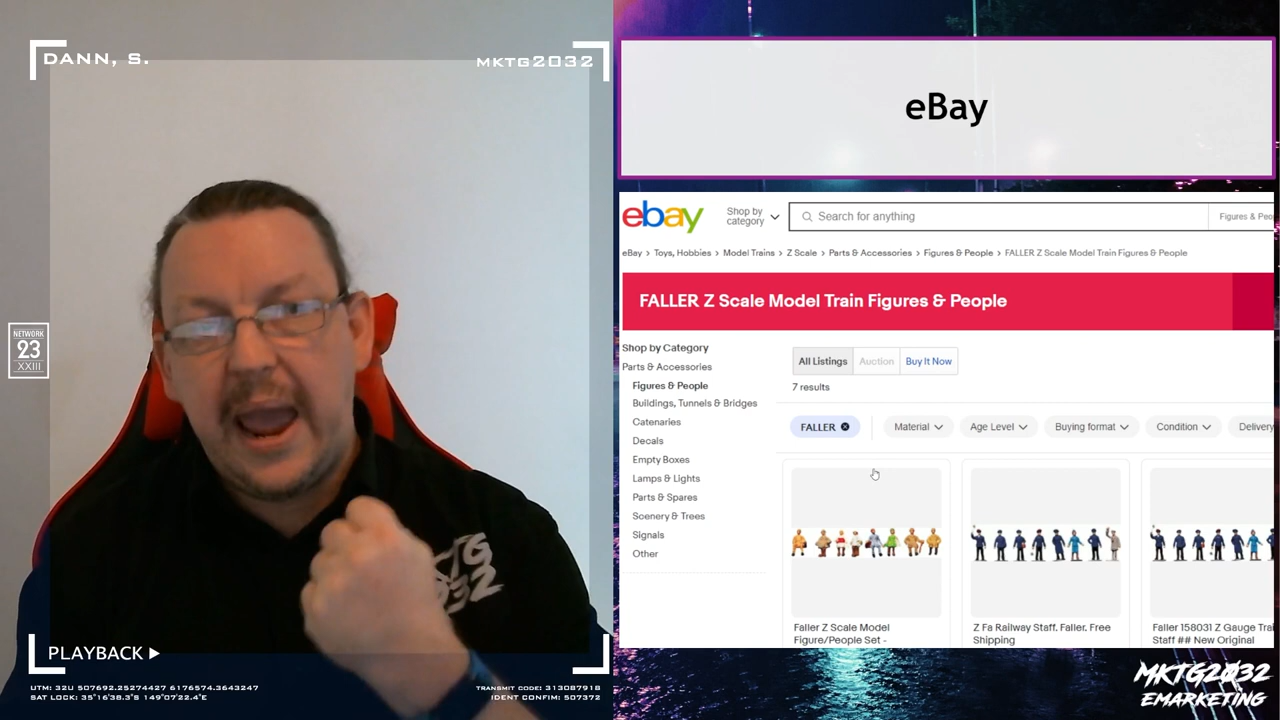 DANN, S.
MKTG2032
NETWORK
23
XXIII
PLAYBACK
UTM: 32U 507692.25274427 6176574.3643247
SAT LOCK: 35°16'38.3"S 149°07'22.4"E
TRANSMIT CODE: 313087918
IDENT CONFIM: 507372
eBay
ebay
Shop by
category
Search for anything
eBay > Toys, Hobbies > Model Trains > Z Scale > Parts & Accessories > Figures & People > FALLER Z Scale Model Train Figures & People
FALLER Z Scale Model Train Figures & People
Shop by Category
Parts & Accessories
Figures & People
Buildings, Tunnels & Bridges
Catenaries
Decals
Empty Boxes
Lamps & Lights
Parts & Spares
Scenery & Trees
Signals
Other
All Listings
Auction
Buy It Now
7 results
FALLER
Material
Age Level
Buying format
Condition
Delivery
Faller Z Scale Model
Figure/People Set -
Z Fa Railway Staff. Faller. Free
Shipping
Faller 158031 Z Gauge Trai
Staff ## New Original
MKTG2032
EMARKETING